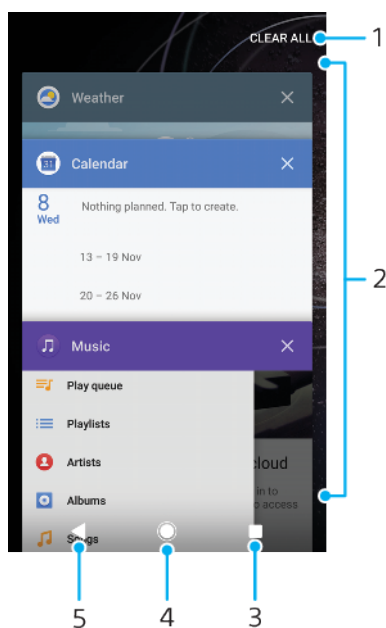 CLEAR ALL
1
Weather
2
31
Calendar
8
Wed
Nothing planned. Tap to create.
13 – 19 Nov
20 – 26 Nov
Music
Play queue
Playlists
Artists
cloud
Albums
in to
o access
Songs
5
4
3